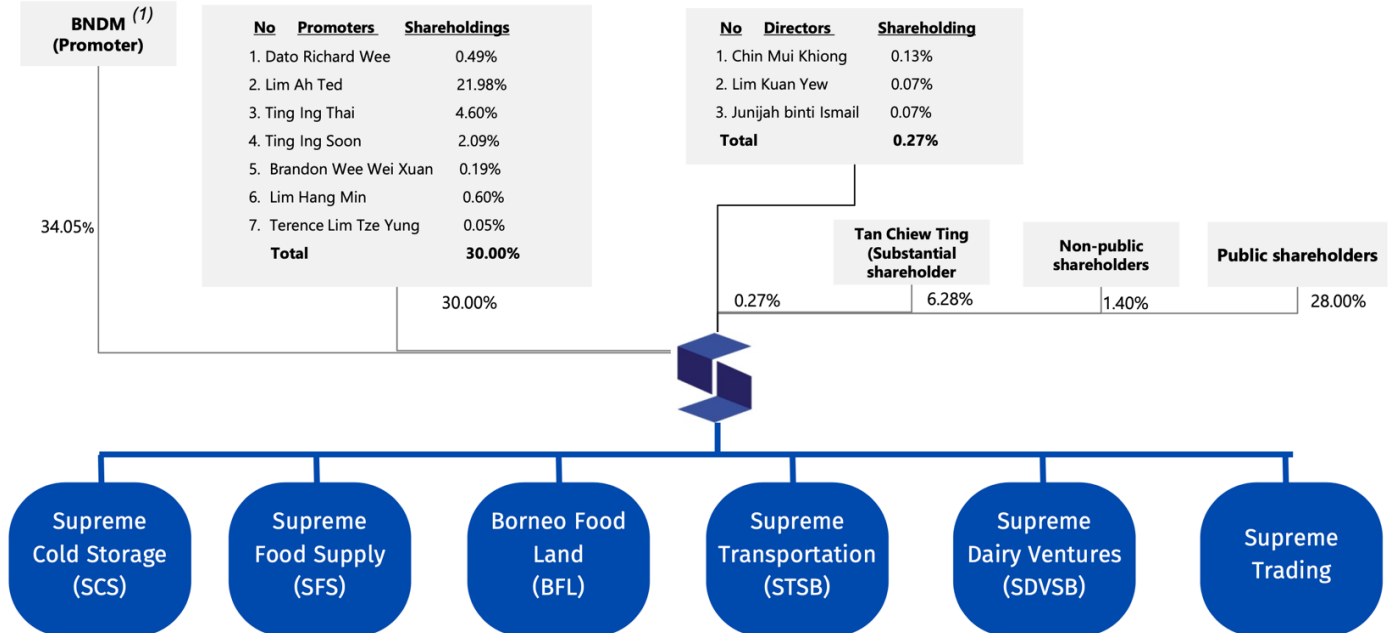 BNDM (1)
(Promoter)
No Promoters Shareholdings
1. Dato Richard Wee 0.49%
2. Lim Ah Ted 21.98%
3. Ting Ing Thai 4.60%
4. Ting Ing Soon 2.09%
5. Brandon Wee Wei Xuan 0.19%
6. Lim Hang Min 0.60%
7. Terence Lim Tze Yung 0.05%
Total 30.00%
No Directors Shareholding
1. Chin Mui Khiong 0.13%
2. Lim Kuan Yew 0.07%
3. Junijah binti Ismail 0.07%
Total 0.27%
34.05%
30.00%
Tan Chiew Ting
(Substantial
shareholder
Non-public
shareholders
Public shareholders
0.27%
6.28%
1.40%
28.00%
Supreme
Cold Storage
(SCS)
Supreme
Food Supply
(SFS)
Borneo Food
Land
(BFL)
Supreme
Transportation
(STSB)
Supreme
Dairy Ventures
(SDVSB)
Supreme
Trading